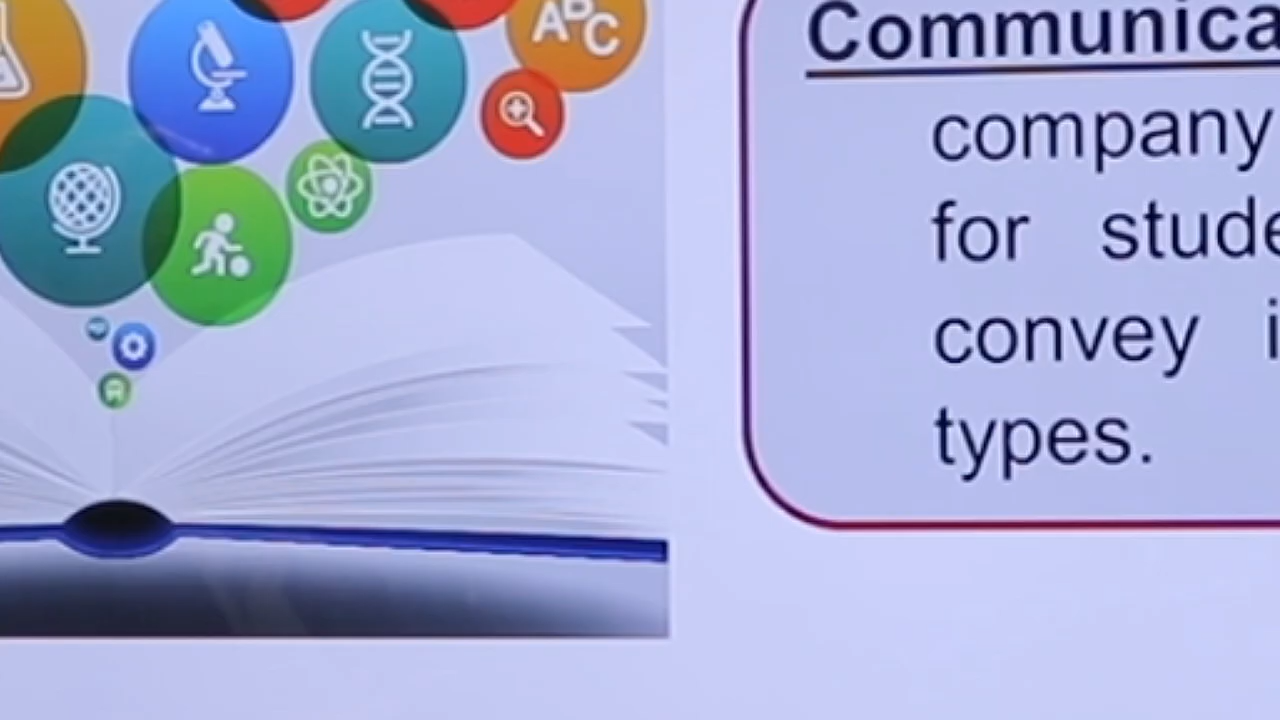 ABC
Communica
company
for stude
convey i
types.